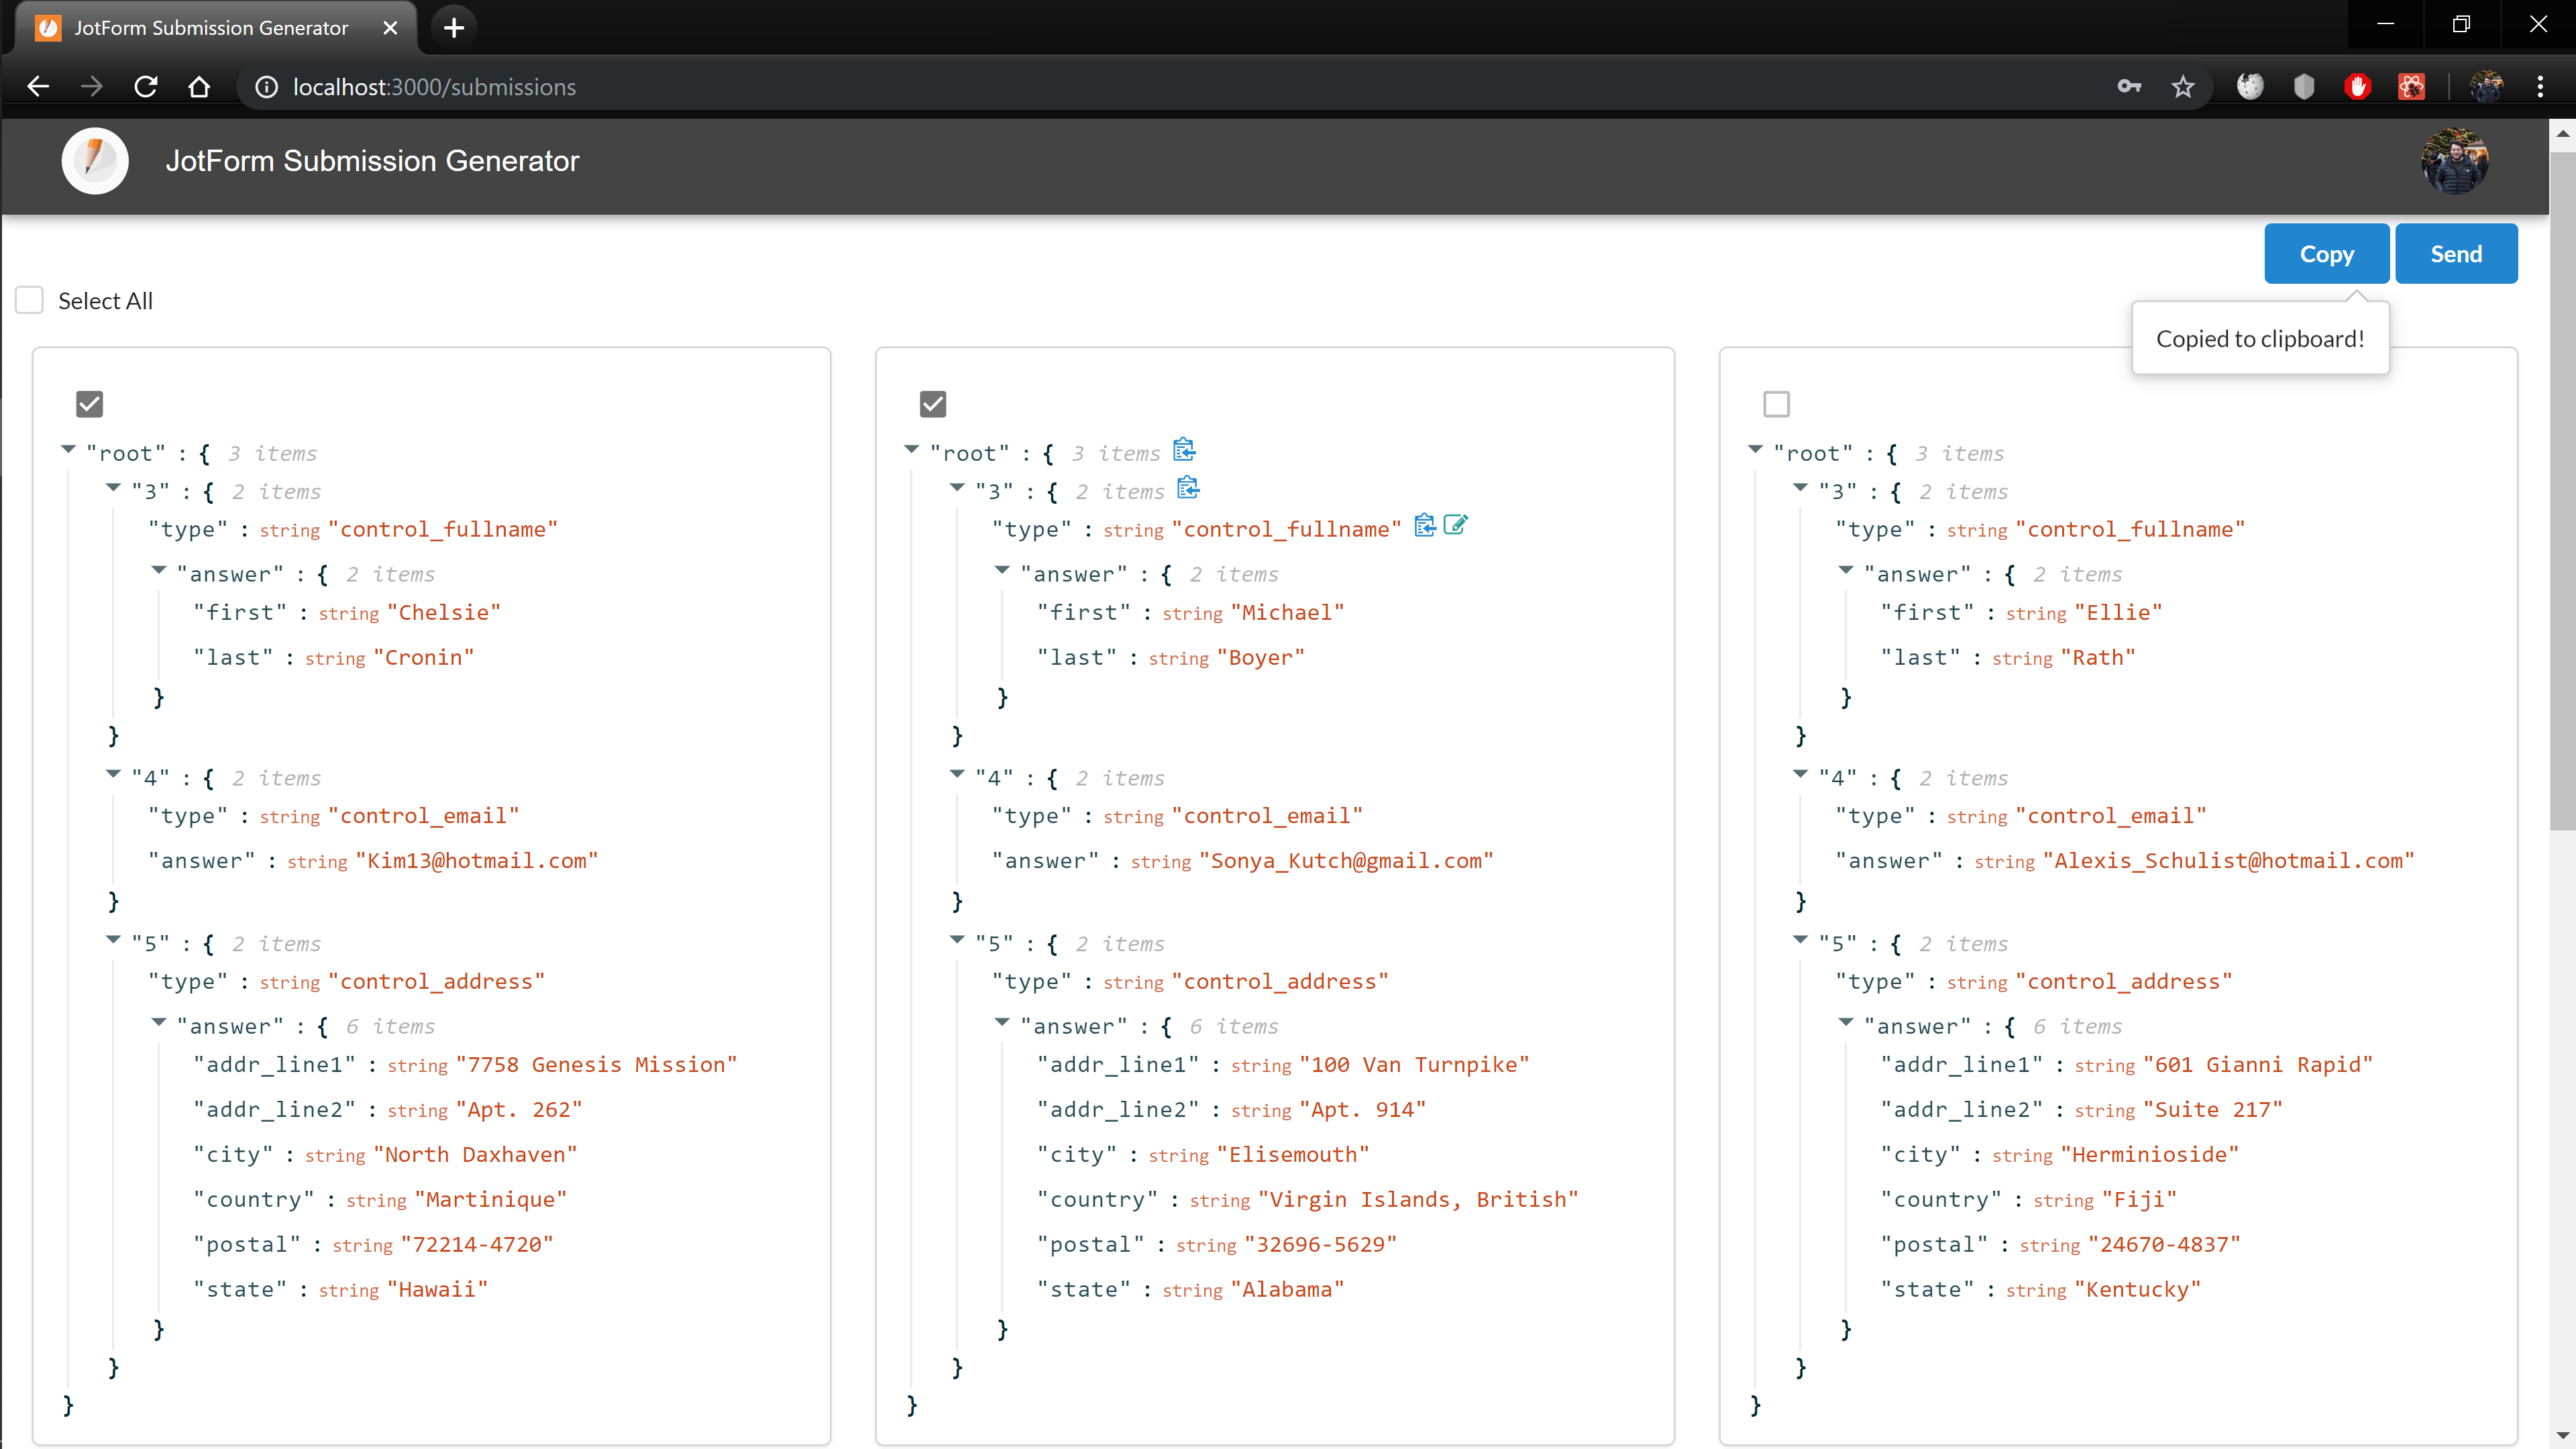 JotForm Submission Generator
localhost:3000/submissions
JotForm Submission Generator
Copy
Send
Select All
Copied to clipboard!
"root" : { 3 items
"3" : { 2 items
"type" : string "control_fullname"
"answer" : { 2 items
"first" : string "Chelsie"
"last" : string "Cronin"
}
}
"4" : { 2 items
"type" : string "control_email"
"answer" : string "Kim13@hotmail.com"
}
"5" : { 2 items
"type" : string "control_address"
"answer" : { 6 items
"addr_line1" : string "7758 Genesis Mission"
"addr_line2" : string "Apt. 262"
"city" : string "North Daxhaven"
"country" : string "Martinique"
"postal" : string "72214-4720"
"state" : string "Hawaii"
}
}
}
"root" : { 3 items
"3" : { 2 items
"type" : string "control_fullname"
"answer" : { 2 items
"first" : string "Michael"
"last" : string "Boyer"
}
}
"4" : { 2 items
"type" : string "control_email"
"answer" : string "Sonya_Kutch@gmail.com"
}
"5" : { 2 items
"type" : string "control_address"
"answer" : { 6 items
"addr_line1" : string "100 Van Turnpike"
"addr_line2" : string "Apt. 914"
"city" : string "Elisemouth"
"country" : string "Virgin Islands, British"
"postal" : string "32696-5629"
"state" : string "Alabama"
}
}
}
"root" : { 3 items
"3" : { 2 items
"type" : string "control_fullname"
"answer" : { 2 items
"first" : string "Ellie"
"last" : string "Rath"
}
}
"4" : { 2 items
"type" : string "control_email"
"answer" : string "Alexis_Schulist@hotmail.com"
}
"5" : { 2 items
"type" : string "control_address"
"answer" : { 6 items
"addr_line1" : string "601 Gianni Rapid"
"addr_line2" : string "Suite 217"
"city" : string "Herminioside"
"country" : string "Fiji"
"postal" : string "24670-4837"
"state" : string "Kentucky"
}
}
}